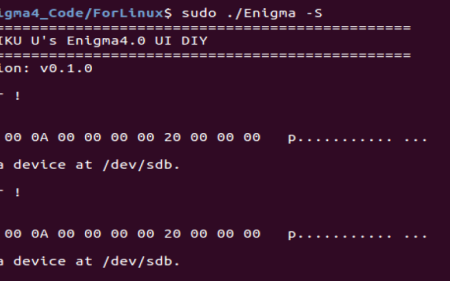 igma4_Code/ForLinux$ sudo ./Enigma -S
==============================================
IKU U's Enigma4.0 UI DIY
==============================================
ion: v0.1.0
r !
00 0A 00 00 00 00 20 00 00 00 p........... ...
a device at /dev/sdb.
r !
00 0A 00 00 00 00 20 00 00 00 p........... ...
a device at /dev/sdb.